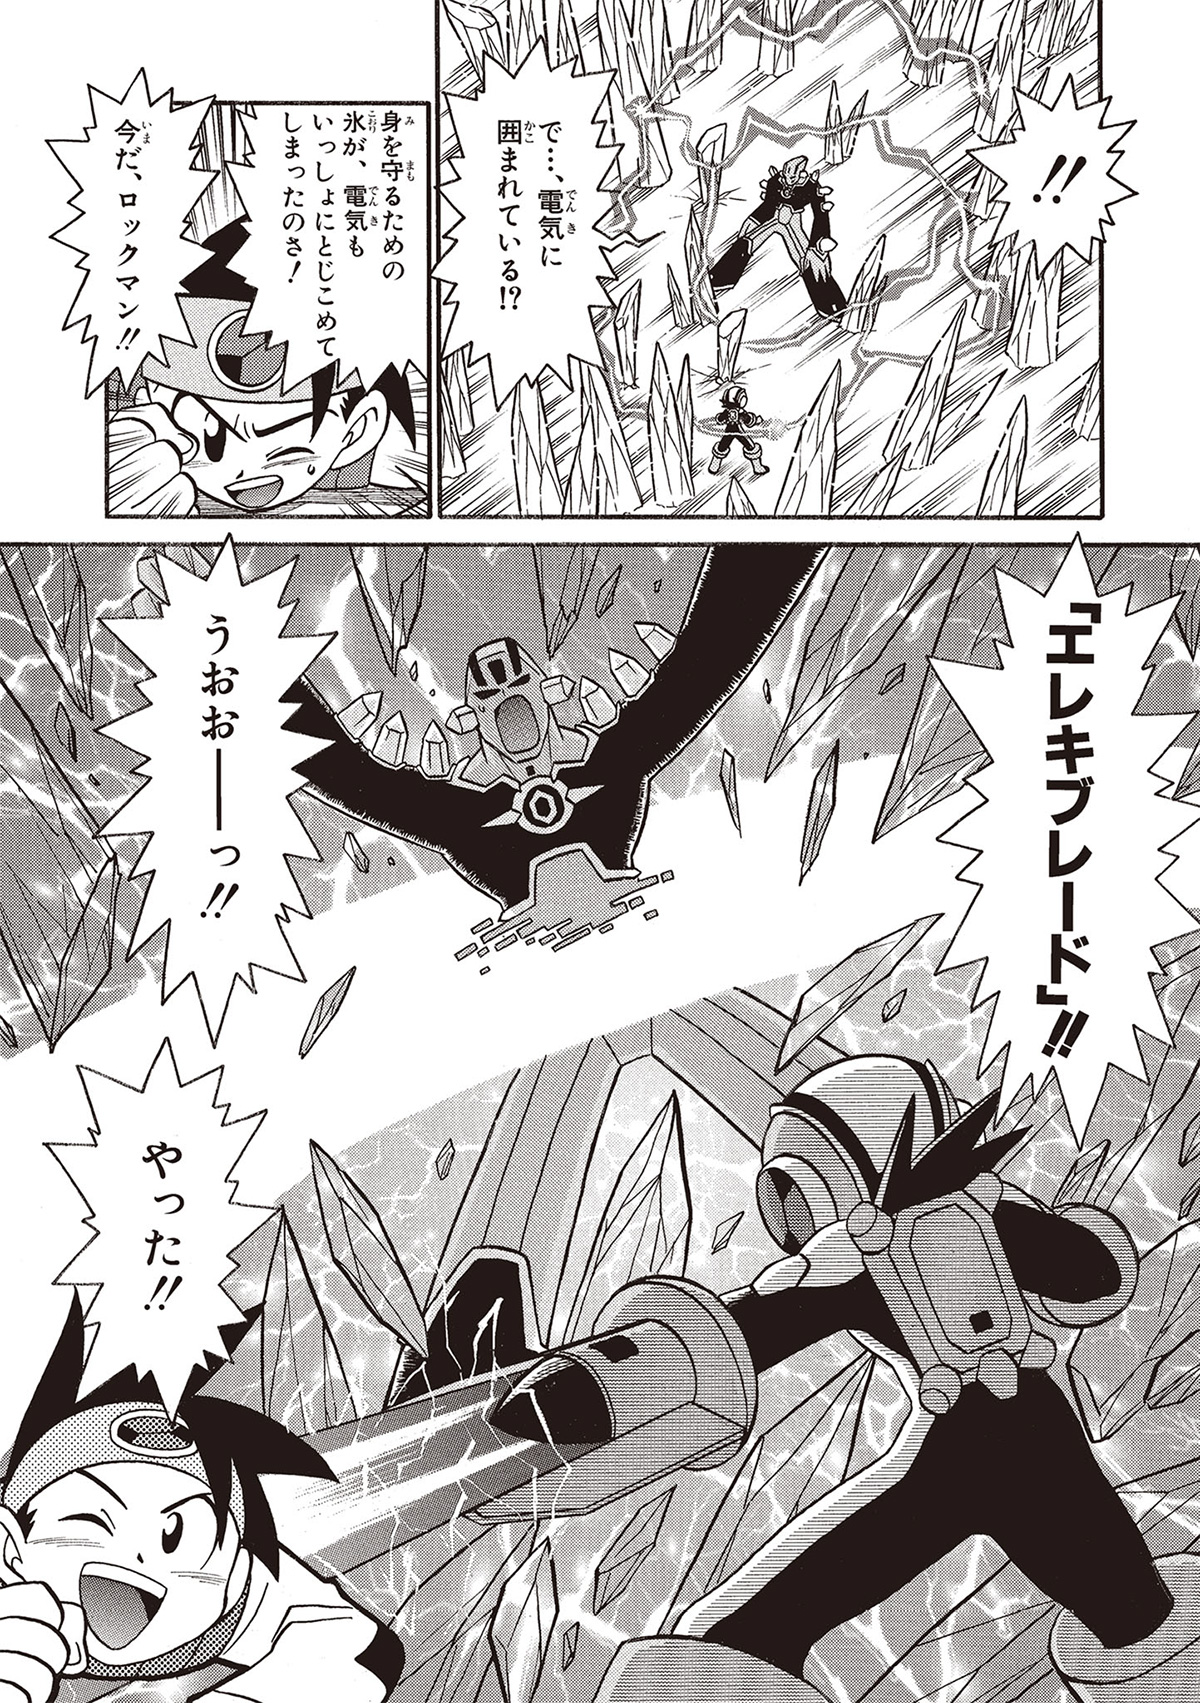 !!
で…、電気に
囲まれている!?
身を守るための
氷が、電気も
いっしょにとじこめて
しまったのさ!
今だ、ロックマン!!
「エレキブレード」!!
うおおーーっ!!
やった!!